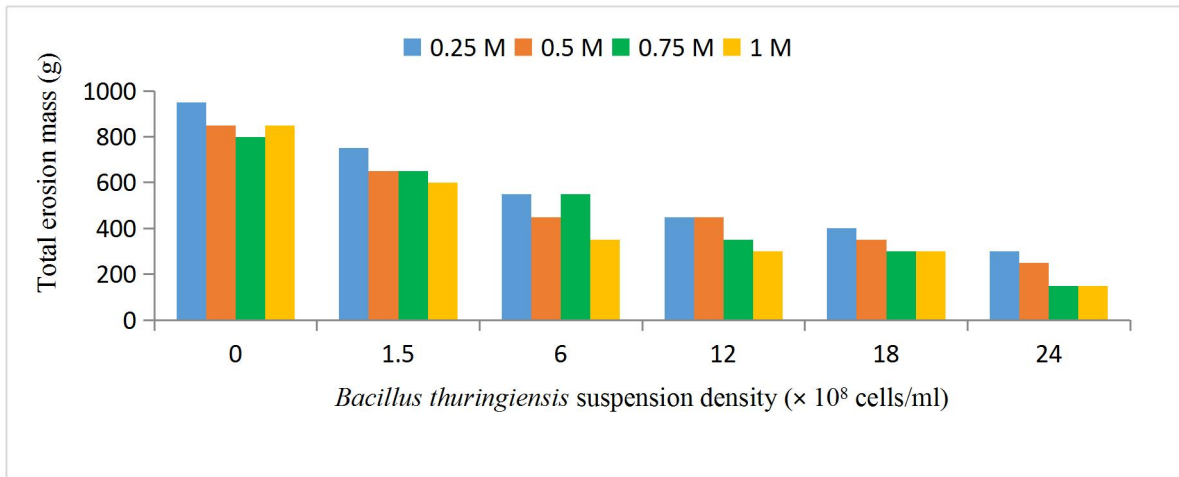 0.25 M 0.5 M 0.75 M 1 M
Total erosion mass (g)
1000
800
600
400
200
0
0 1.5 6 12 18 24
Bacillus thuringiensis suspension density (× 10⁸ cells/ml)